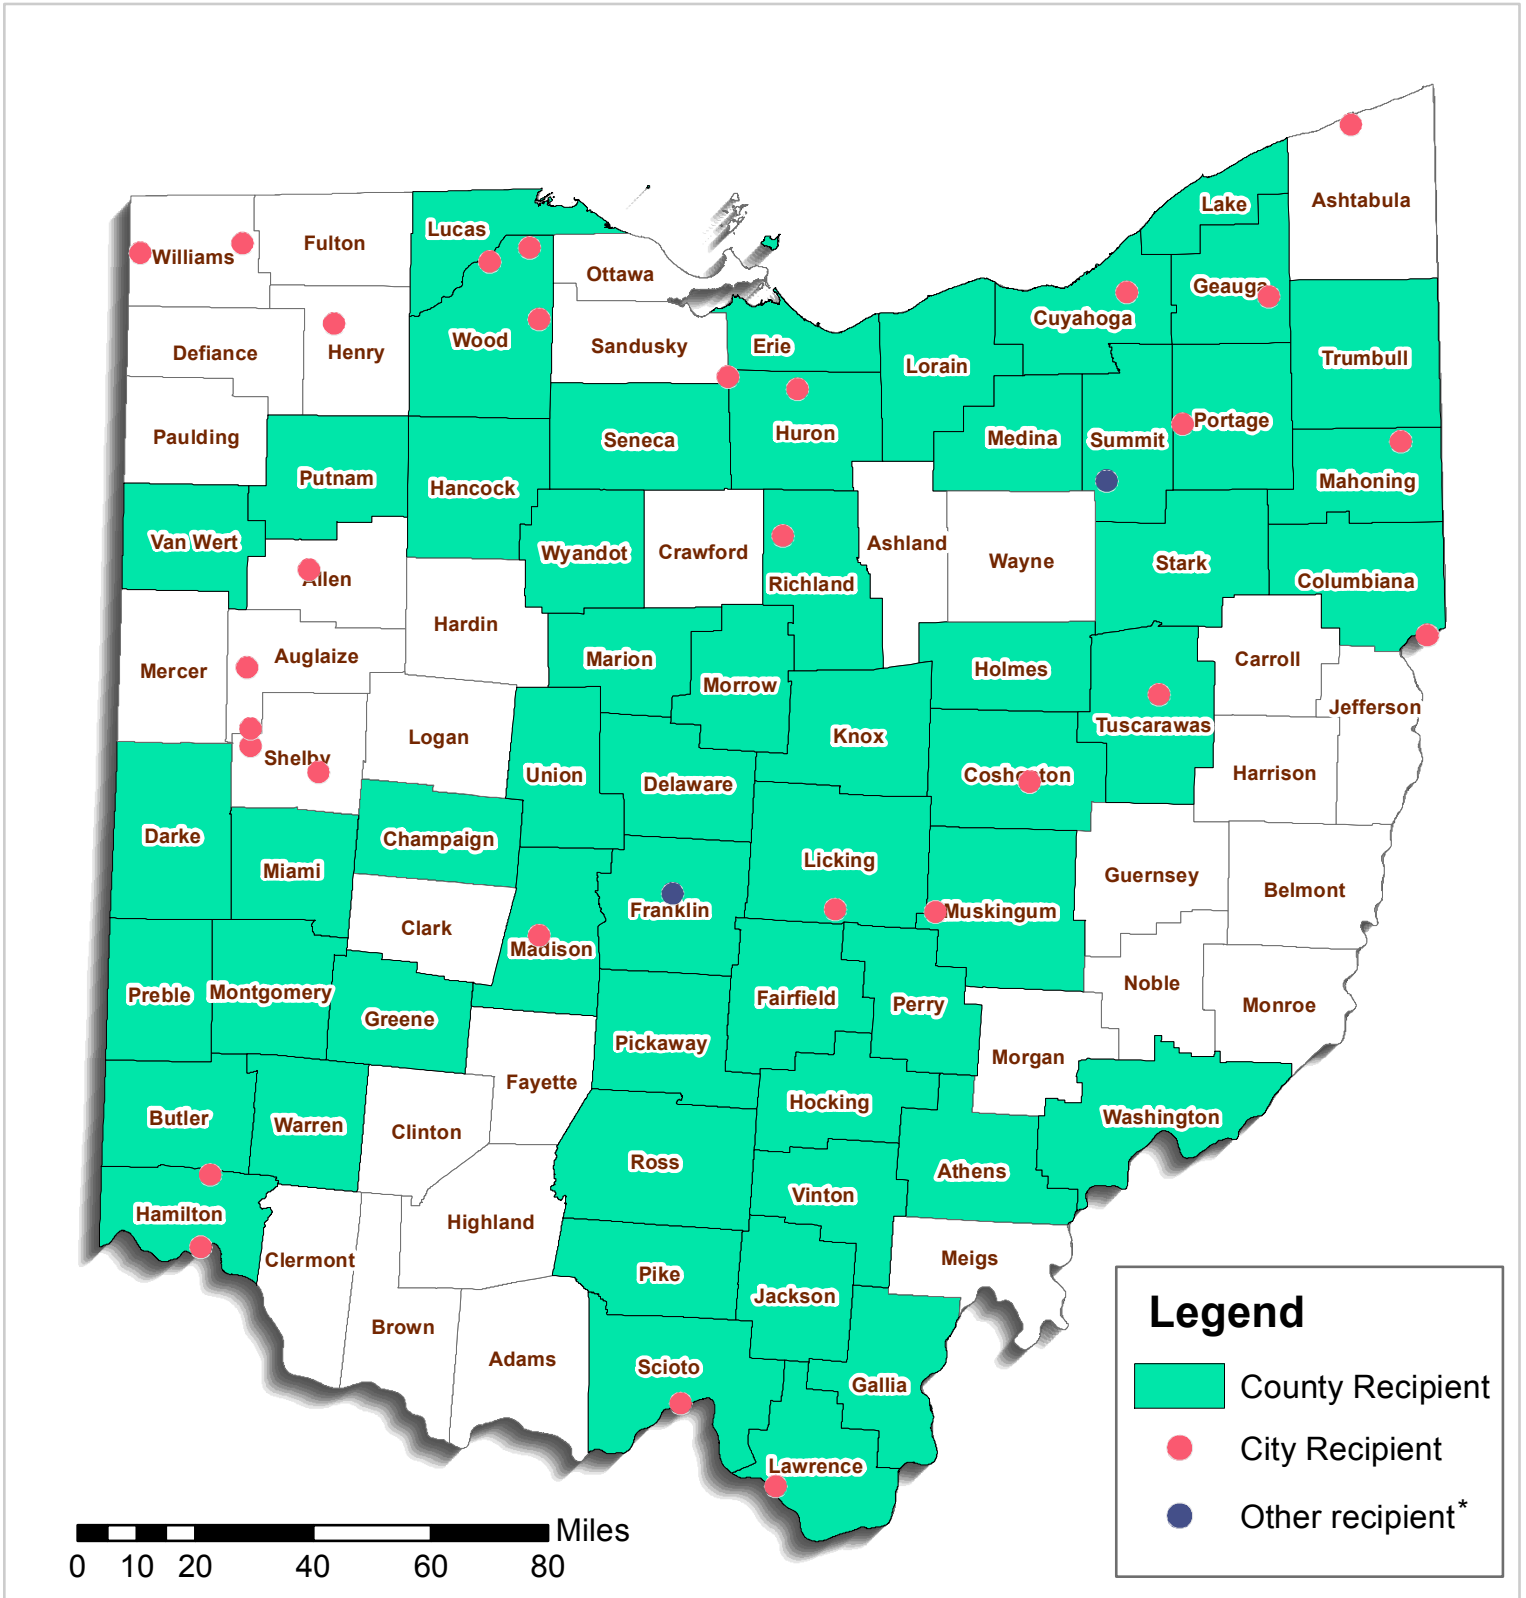 Lake
Ashtabula
Lucas
Williams
Fulton
Ottawa
Geauga
Cuyahoga
Wood
Sandusky
Erie
Defiance
Henry
Lorain
Trumbull
Paulding
Seneca
Huron
Medina
Summit
Portage
Putnam
Hancock
Mahoning
Van Wert
Wyandot
Crawford
Ashland
Wayne
Stark
Allen
Richland
Columbiana
Hardin
Mercer
Auglaize
Marion
Morrow
Holmes
Carroll
Jefferson
Logan
Knox
Tuscarawas
Shelby
Union
Delaware
Coshocton
Harrison
Darke
Champaign
Miami
Licking
Guernsey
Belmont
Clark
Franklin
Muskingum
Madison
Preble
Montgomery
Greene
Fairfield
Perry
Noble
Monroe
Pickaway
Morgan
Fayette
Hocking
Butler
Warren
Clinton
Washington
Ross
Athens
Vinton
Hamilton
Highland
Clermont
Meigs
Pike
Jackson
Brown
Adams
Scioto
Gallia
Lawrence
Legend
County Recipient
City Recipient
Other recipient*
Miles
0 10 20 40 60 80